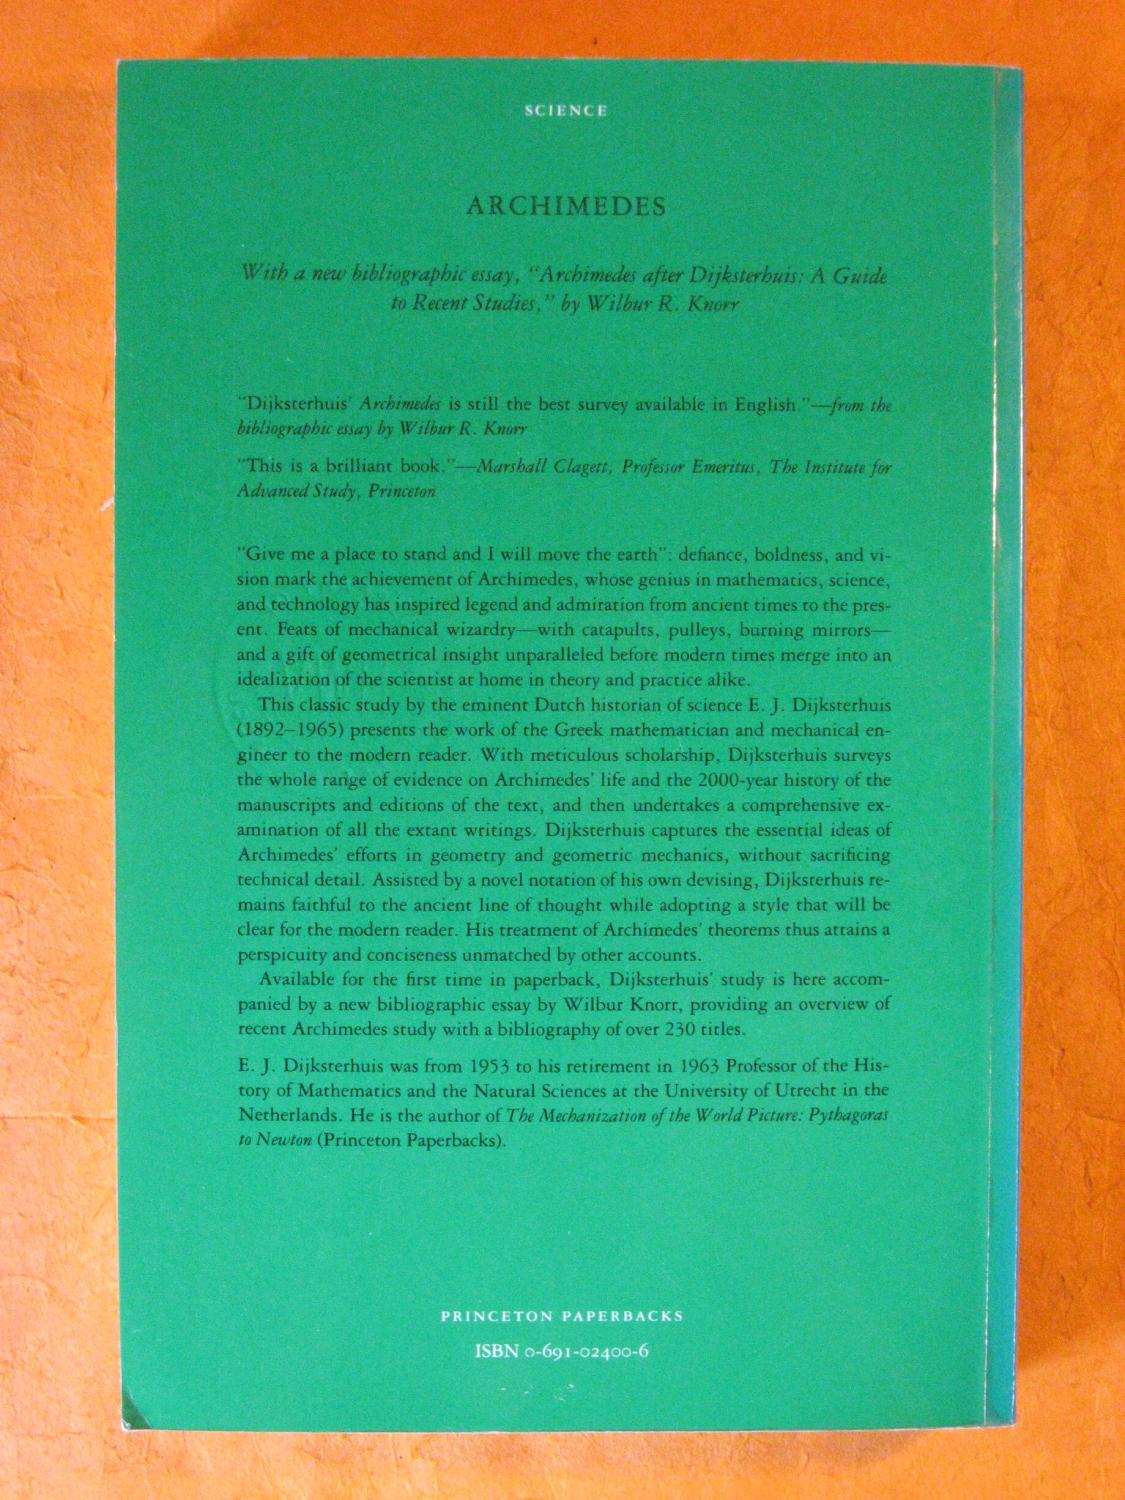 SCIENCE
ARCHIMEDES
With a new bibliographic essay, "Archimedes after Dijksterhuis: A Guide
to Recent Studies," by Wilbur R. Knorr
"Dijksterhuis' Archimedes is still the best survey available in English."—from the
bibliographic essay by Wilbur R. Knorr
"This is a brilliant book."—Marshall Clagett, Professor Emeritus, The Institute for
Advanced Study, Princeton
"Give me a place to stand and I will move the earth": defiance, boldness, and vi-
sion mark the achievement of Archimedes, whose genius in mathematics, science,
and technology has inspired legend and admiration from ancient times to the pres-
ent. Feats of mechanical wizardry—with catapults, pulleys, burning mirrors—
and a gift of geometrical insight unparalleled before modern times merge into an
idealization of the scientist at home in theory and practice alike.
This classic study by the eminent Dutch historian of science E. J. Dijksterhuis
(1892–1965) presents the work of the Greek mathematician and mechanical en-
gineer to the modern reader. With meticulous scholarship, Dijksterhuis surveys
the whole range of evidence on Archimedes' life and the 2000-year history of the
manuscripts and editions of the text, and then undertakes a comprehensive ex-
amination of all the extant writings. Dijksterhuis captures the essential ideas of
Archimedes' efforts in geometry and geometric mechanics, without sacrificing
technical detail. Assisted by a novel notation of his own devising, Dijksterhuis re-
mains faithful to the ancient line of thought while adopting a style that will be
clear for the modern reader. His treatment of Archimedes' theorems thus attains a
perspicuity and conciseness unmatched by other accounts.
Available for the first time in paperback, Dijksterhuis' study is here accom-
panied by a new bibliographic essay by Wilbur Knorr, providing an overview of
recent Archimedes study with a bibliography of over 230 titles.
E. J. Dijksterhuis was from 1953 to his retirement in 1963 Professor of the His-
tory of Mathematics and the Natural Sciences at the University of Utrecht in the
Netherlands. He is the author of The Mechanization of the World Picture: Pythagoras
to Newton (Princeton Paperbacks).
PRINCETON PAPERBACKS
ISBN 0-691-02400-6